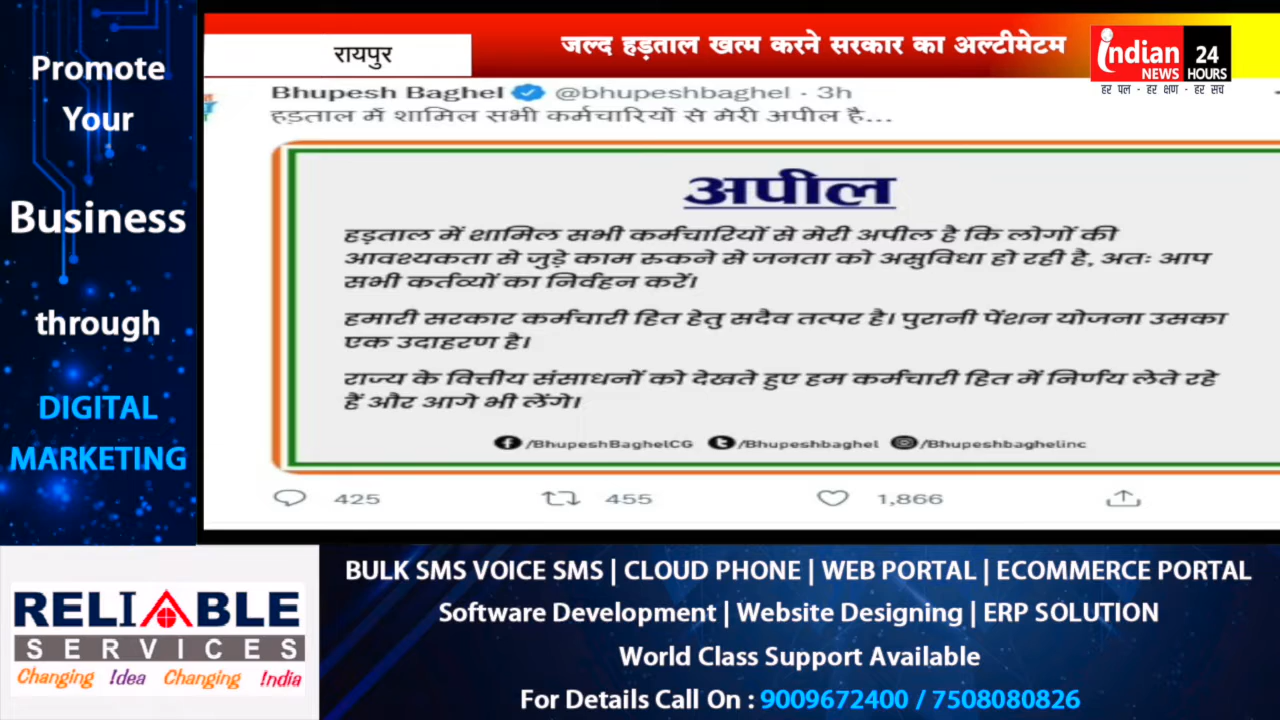 Promote
Your
Business
through
DIGITAL
MARKETING
रायपुर
जल्द हड़ताल खत्म करने सरकार का अल्टीमेटम
indian
NEWS
24
HOURS
हर पल - हर क्षण - हर सच
Bhupesh Baghel @bhupeshbaghel · 3h
हड़ताल में शामिल सभी कर्मचारियों से मेरी अपील है...
अपील
हड़ताल में शामिल सभी कर्मचारियों से मेरी अपील है कि लोगों की
आवश्यकता से जुड़े काम रुकने से जनता को असुविधा हो रही है, अतः आप
सभी कर्तव्यों का निर्वहन करें।
हमारी सरकार कर्मचारी हित हेतु सदैव तत्पर है। पुरानी पेंशन योजना उसका
एक उदाहरण है।
राज्य के वित्तीय संसाधनों को देखते हुए हम कर्मचारी हित में निर्णय लेते रहे
हैं और आगे भी लेंगे।
/BhupeshBaghelCG /Bhupeshbaghel /Bhupeshbaghelinc
425 455 1,866
RELIABLE
SERVICES
Changing Idea Changing India
BULK SMS VOICE SMS | CLOUD PHONE | WEB PORTAL | ECOMMERCE PORTAL
Software Development | Website Designing | ERP SOLUTION
World Class Support Available
For Details Call On : 9009672400 / 7508080826